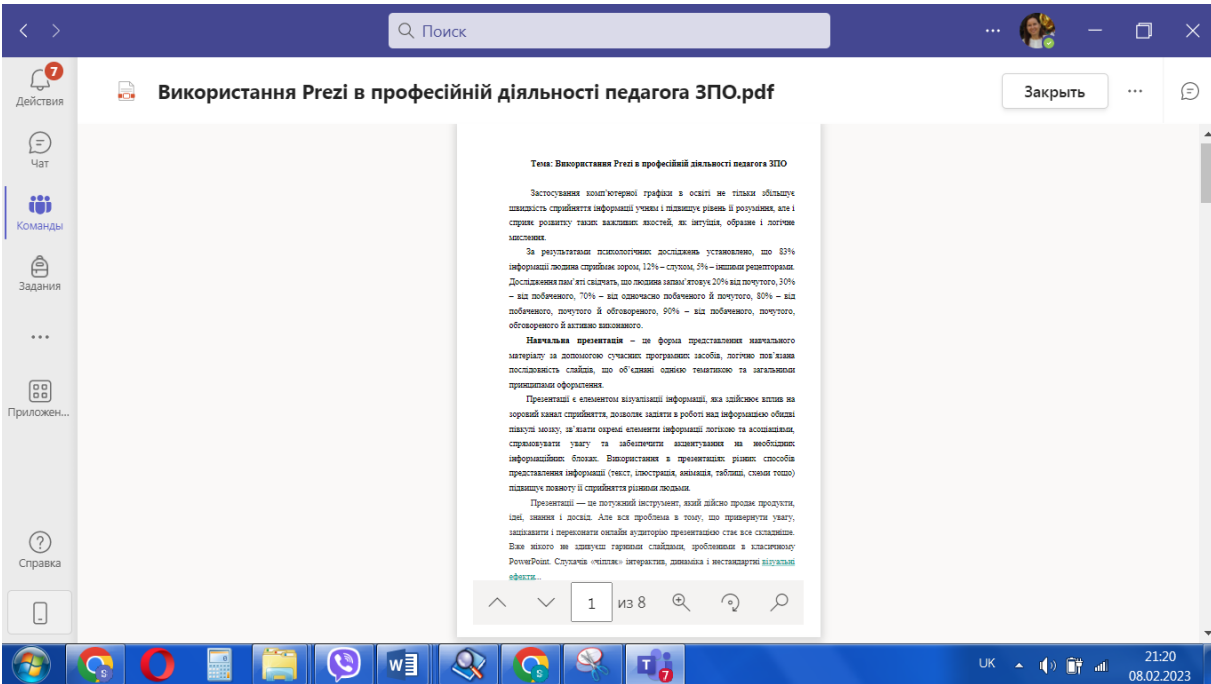 Поиск
Действия
7
Чат
Команды
Задания
Приложен...
Справка
Використання Prezi в професійній діяльності педагога ЗПО.pdf
Закрыть
Тема: Використання Prezi в професійній діяльності педагога ЗПО
Застосування комп'ютерної графіки в освіті не тільки збільшує
швидкість сприйняття інформації учням і підвищує рівень її розуміння, але і
сприяє розвитку таких важливих якостей, як інтуїція, образне і логічне
мислення.
За результатами психологічних досліджень установлено, що 83%
інформації людина сприймає зором, 12% – слухом, 5% – іншими рецепторами.
Дослідження пам'яті свідчать, що людина запам'ятовує 20% від почутого, 30%
– від побаченого, 70% – від одночасно побаченого й почутого, 80% – від
побаченого, почутого й обговореного, 90% – від побаченого, почутого,
обговореного й активно виконаного.
Навчальна презентація – це форма представлення навчального
матеріалу за допомогою сучасних програмних засобів, логічно пов'язана
послідовність слайдів, що об'єднані однією тематикою та загальними
принципами оформлення.
Презентації є елементом візуалізації інформації, яка здійснює вплив на
зоровий канал сприйняття, дозволяє задіяти в роботі над інформацією обидві
півкулі мозку, зв'язати окремі елементи інформації логікою та асоціаціями,
спрямовувати увагу та забезпечити акцентування на необхідних
інформаційних блоках. Використання в презентаціях різних способів
представлення інформації (текст, ілюстрація, анімація, таблиці, схеми тощо)
підвищує повноту її сприйняття різними людьми.
Презентації — це потужний інструмент, який дійсно продає продукти,
ідеї, знання і досвід. Але вся проблема в тому, що привернути увагу,
зацікавити і переконати онлайн аудиторію презентацією стає все складніше.
Вже нікого не здивуєш гарними слайдами, зробленими в класичному
PowerPoint. Слухачів «чіпляє» інтерактив, динаміка і нестандартні візуальні
ефекти...
1 из 8
UK
21:20
08.02.2023
7